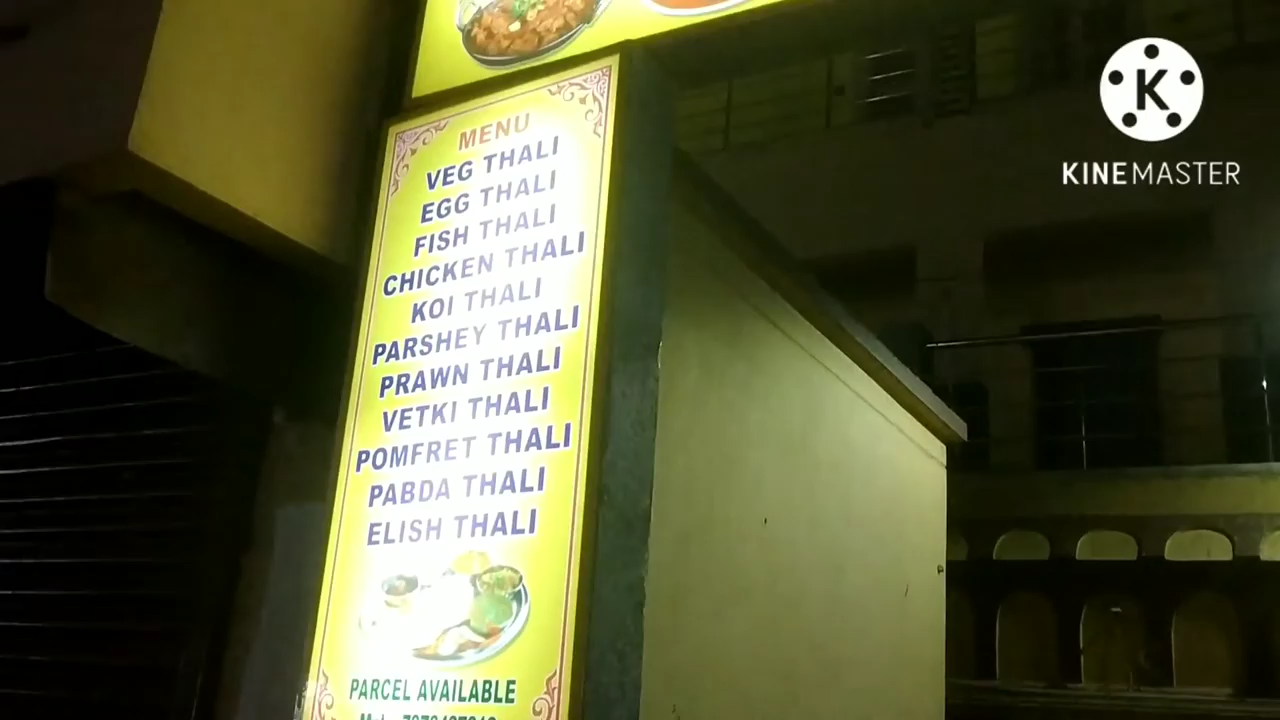 MENU
VEG THALI
EGG THALI
FISH THALI
CHICKEN THALI
KOI THALI
PARSHEY THALI
PRAWN THALI
VETKI THALI
POMFRET THALI
PABDA THALI
ELISH THALI
PARCEL AVAILABLE
K
KINEMASTER